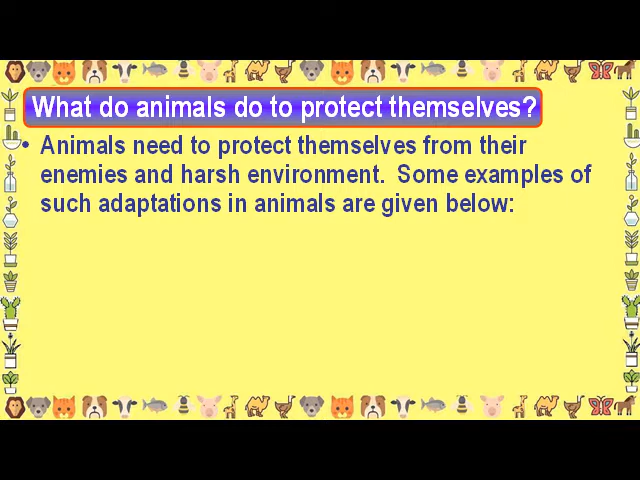 What do animals do to protect themselves?
• Animals need to protect themselves from their
enemies and harsh environment. Some examples of
such adaptations in animals are given below: